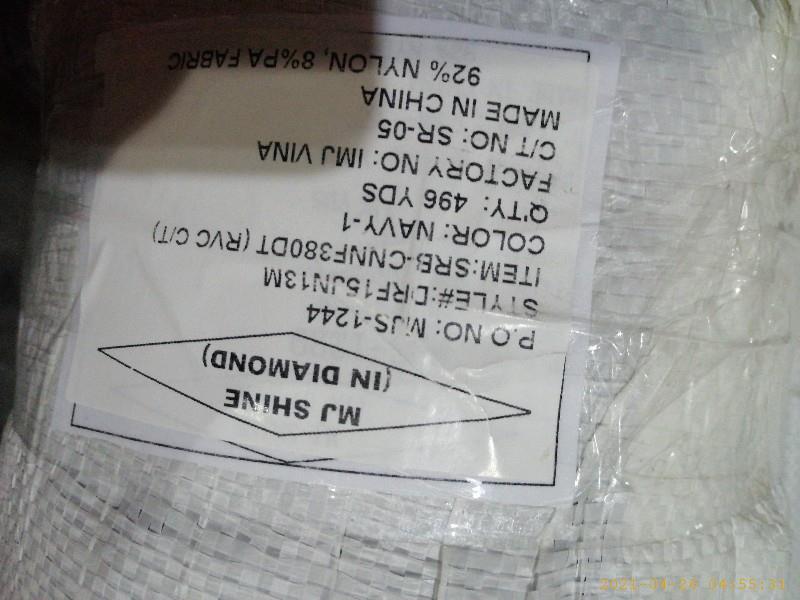 MJ SHINE
(IN DIAMOND)
P.O NO: MJS-1244
STYLE#:DRF15JN13M
ITEM:SRB-CNNF380DT (RVC C/T)
COLOR: NAVY-1
Q'TY: 496 YDS
FACTORY NO: IMJ VINA
C/T NO: SR-05
MADE IN CHINA
92% NYLON, 8%PA FABRIC
2021-04-26 04:55:31